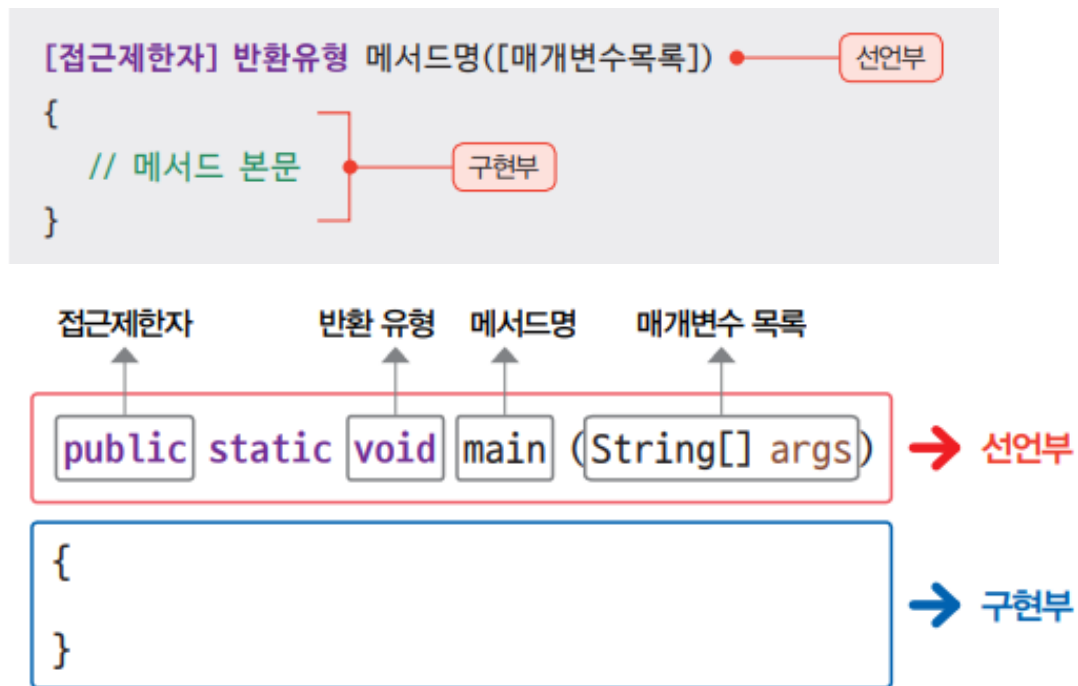 [접근제한자] 반환유형 메서드명([매개변수목록]) 선언부
{
// 메서드 본문 구현부
}
접근제한자 반환 유형 메서드명 매개변수 목록
public static void main (String[] args) 선언부
{
구현부
}